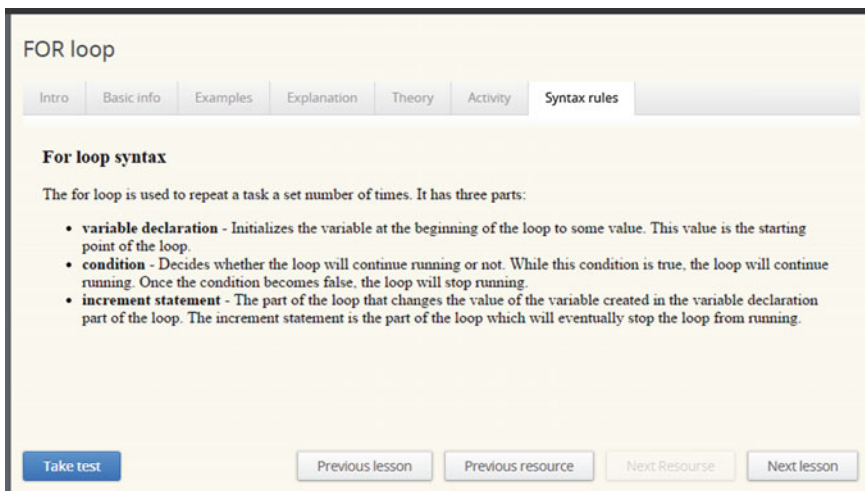 FOR loop
Intro Basic info Examples Explanation Theory Activity Syntax rules
For loop syntax
The for loop is used to repeat a task a set number of times. It has three parts:
• variable declaration - Initializes the variable at the beginning of the loop to some value. This value is the starting
point of the loop.
• condition - Decides whether the loop will continue running or not. While this condition is true, the loop will continue
running. Once the condition becomes false, the loop will stop running.
• increment statement - The part of the loop that changes the value of the variable created in the variable declaration
part of the loop. The increment statement is the part of the loop which will eventually stop the loop from running.
Take test Previous lesson Previous resource Next Resourse Next lesson